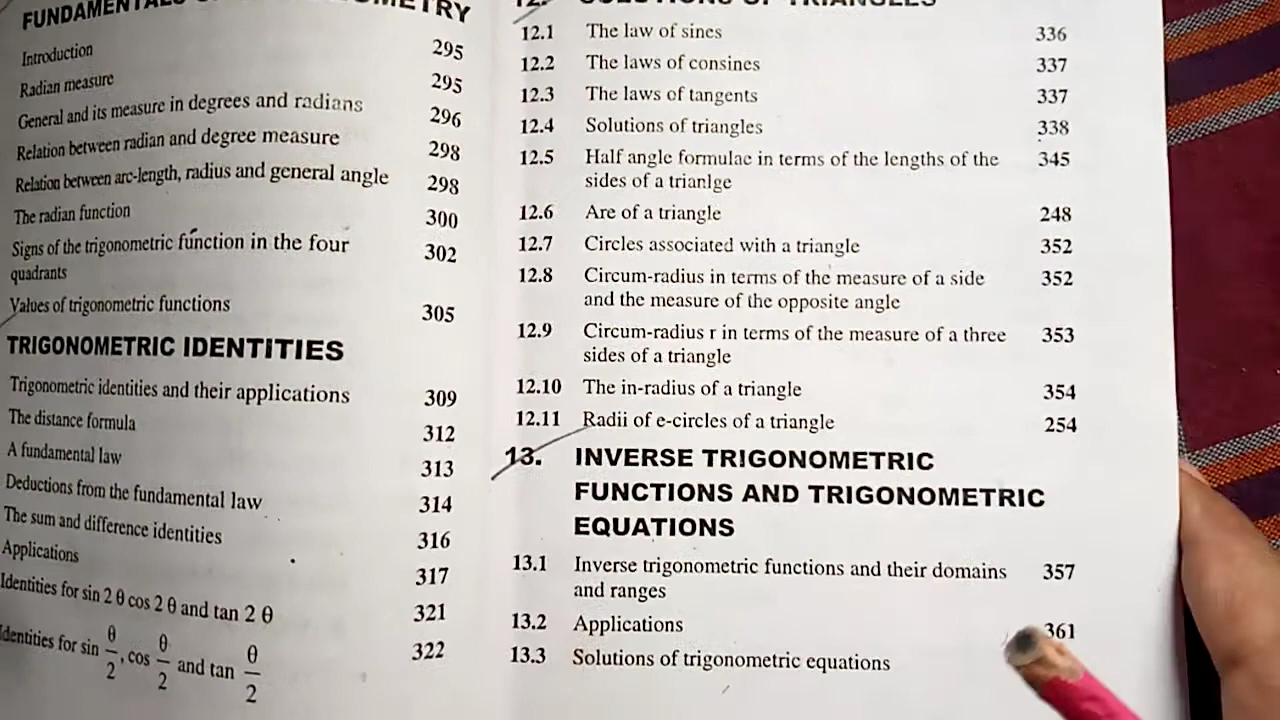 FUNDAMENTALS OF TRIGONOMETRY
Introduction 295
Radian measure 295
General and its measure in degrees and radians 296
Relation between radian and degree measure 298
Relation between arc-length, radius and general angle 298
The radian function 300
Signs of the trigonometric function in the four 302
quadrants
Values of trigonometric functions 305
TRIGONOMETRIC IDENTITIES
Trigonometric identities and their applications 309
The distance formula 312
A fundamental law 313
Deductions from the fundamental law 314
The sum and difference identities 316
Applications 317
Identities for sin 2 θ cos 2 θ and tan 2 θ 321
Identities for sin θ/2, cos θ/2 and tan θ/2 322
12. SOLUTIONS OF TRIANGLES
12.1 The law of sines 336
12.2 The laws of consines 337
12.3 The laws of tangents 337
12.4 Solutions of triangles 338
12.5 Half angle formulae in terms of the lengths of the 345
sides of a trianlge
12.6 Are of a triangle 248
12.7 Circles associated with a triangle 352
12.8 Circum-radius in terms of the measure of a side 352
and the measure of the opposite angle
12.9 Circum-radius r in terms of the measure of a three 353
sides of a triangle
12.10 The in-radius of a triangle 354
12.11 Radii of e-circles of a triangle 254
13. INVERSE TRIGONOMETRIC
FUNCTIONS AND TRIGONOMETRIC
EQUATIONS
13.1 Inverse trigonometric functions and their domains 357
and ranges
13.2 Applications 361
13.3 Solutions of trigonometric equations